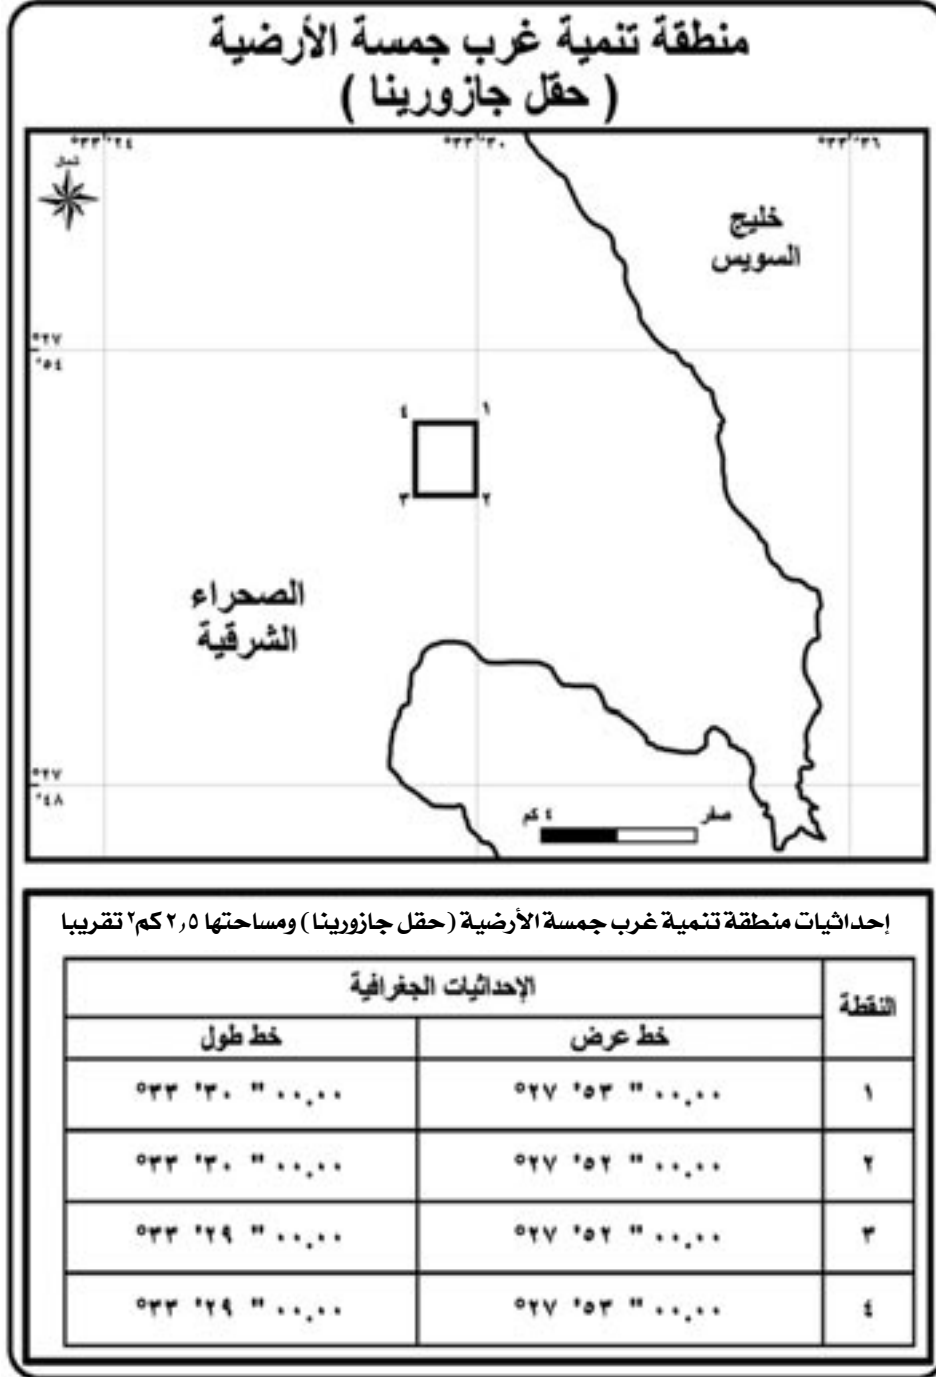 منطقة تنمية غرب جمسة الأرضية
( حقل جازورينا )
°٣٣ '٢٤
°٣٣ '٣٠
°٣٣ '٣٦
شمال
خليج
السويس
°٢٧
'٥٤
٤
١
٣
٢
الصحراء
الشرقية
°٢٧
'٤٨
صفر
٤ كم
إحداثيات منطقة تنمية غرب جمسة الأرضية (حقل جازورينا) ومساحتها ٢,٥ كم٢ تقريبا
النقطة الإحداثيات الجغرافية
خط عرض خط طول
١ °٢٧ '٥٣ "٠٠,٠٠ °٣٣ '٣٠ "٠٠,٠٠
٢ °٢٧ '٥٢ "٠٠,٠٠ °٣٣ '٣٠ "٠٠,٠٠
٣ °٢٧ '٥٢ "٠٠,٠٠ °٣٣ '٢٩ "٠٠,٠٠
٤ °٢٧ '٥٣ "٠٠,٠٠ °٣٣ '٢٩ "٠٠,٠٠